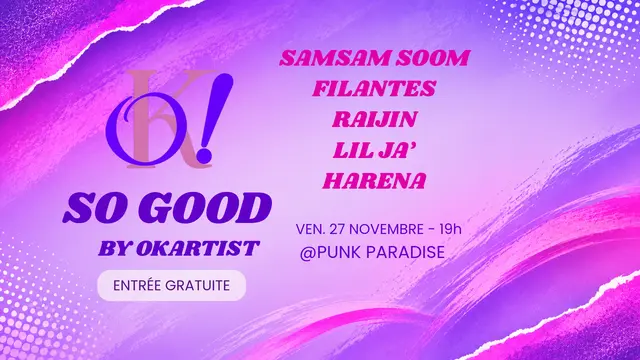 OK!
SO GOOD
BY OKARTIST
ENTRÉE GRATUITE
SAMSAM SOOM
FILANTES
RAIJIN
LIL JA’
HARENA
VEN. 27 NOVEMBRE - 19h
@PUNK PARADISE